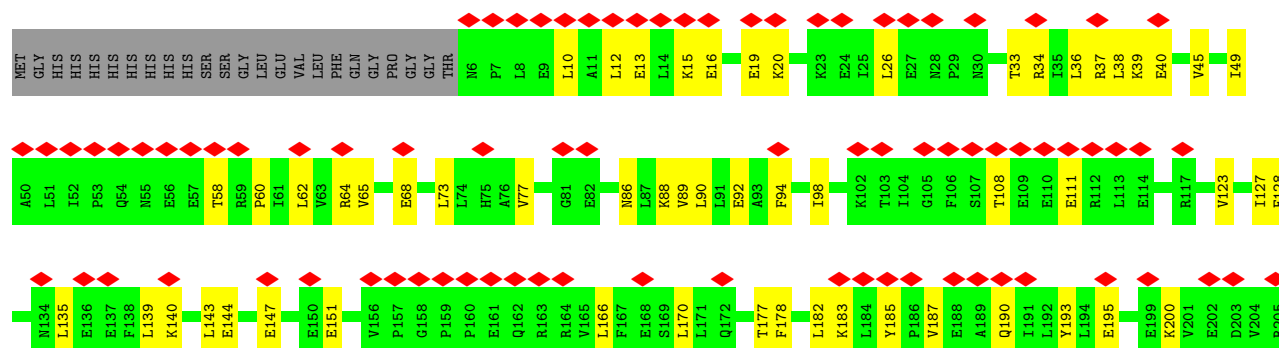 MET GLY HIS HIS HIS HIS HIS HIS HIS HIS SER SER GLY LEU GLU VAL LEU PHE GLN GLY PRO GLY GLY THR N6 P7 L8 E9 L10 A11 L12 E13 L14 K15 E16 E19 K20 K23 E24 I25 L26 E27 N28 P29 N30 T33 R34 I35 L36 R37 L38 K39 E40 V45 I49
A50 L51 I52 P53 Q54 N55 E56 E57 T58 R59 P60 I61 L62 V63 R64 V65 E68 L73 L74 H75 A76 V77 G81 E82 N86 L87 K88 V89 L90 L91 E92 A93 F94 I98 K102 T103 I104 G105 F106 S107 T108 E109 E110 E111 R112 L113 E114 R117 V123 I127
N134 L135 E136 E137 F138 L139 K140 L143 E144 E147 E150 E151 V156 P157 G158 P159 P160 E161 Q162 R163 R164 V165 L166 F167 E168 S169 L170 L171 Q172 T177 F178 L182 K183 L184 Y185 P186 V187 E188 A189 Q190 I191 L192 Y193 L194 E195 E199 K200 V201 E202 D203 V204